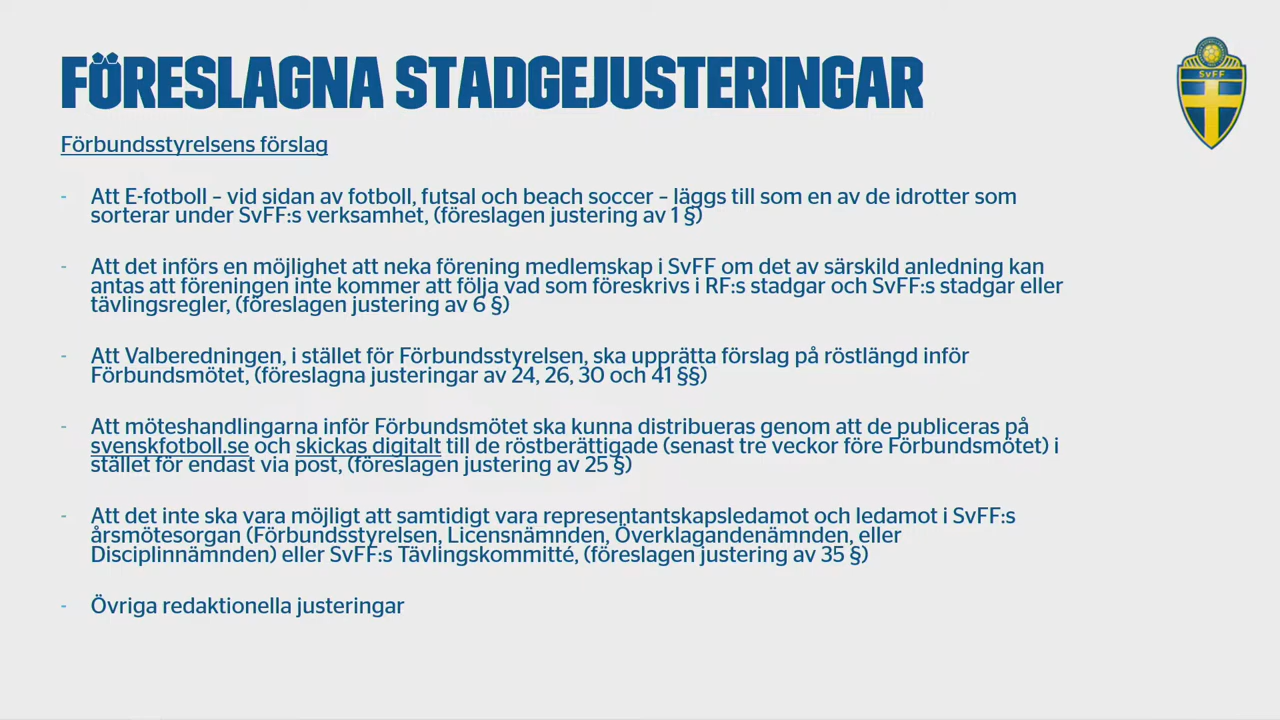 FÖRESLAGNA STADGEJUSTERINGAR
SvFF
Förbundsstyrelsens förslag
- Att E-fotboll – vid sidan av fotboll, futsal och beach soccer – läggs till som en av de idrotter som
sorterar under SvFF:s verksamhet, (föreslagen justering av 1 §)
- Att det införs en möjlighet att neka förening medlemskap i SvFF om det av särskild anledning kan
antas att föreningen inte kommer att följa vad som föreskrivs i RF:s stadgar och SvFF:s stadgar eller
tävlingsregler, (föreslagen justering av 6 §)
- Att Valberedningen, i stället för Förbundsstyrelsen, ska upprätta förslag på röstlängd inför
Förbundsmötet, (föreslagna justeringar av 24, 26, 30 och 41 §§)
- Att möteshandlingarna inför Förbundsmötet ska kunna distribueras genom att de publiceras på
svenskfotboll.se och skickas digitalt till de röstberättigade (senast tre veckor före Förbundsmötet) i
stället för endast via post, (föreslagen justering av 25 §)
- Att det inte ska vara möjligt att samtidigt vara representantskapsledamot och ledamot i SvFF:s
årsmötesorgan (Förbundsstyrelsen, Licensnämnden, Överklagandenämnden, eller
Disciplinnämnden) eller SvFF:s Tävlingskommitté, (föreslagen justering av 35 §)
- Övriga redaktionella justeringar